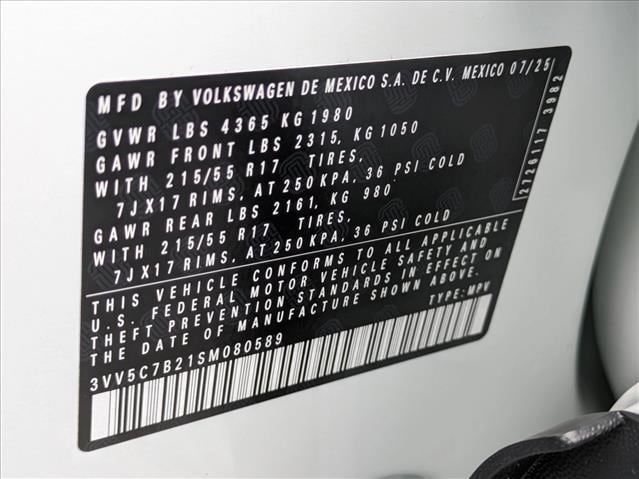 MFD BY VOLKSWAGEN DE MEXICO S.A. DE C.V. MEXICO 07/25
GVWR LBS 4365 KG 1980
GAWR FRONT LBS 2315, KG 1050
WITH 215/55 R17 TIRES,
7JX17 RIMS, AT 250 KPA, 36 PSI COLD
GAWR REAR LBS 2161, KG 980
WITH 215/55 R17 TIRES,
7JX17 RIMS, AT 250 KPA, 36 PSI COLD
THIS VEHICLE CONFORMS TO ALL APPLICABLE
U.S. FEDERAL MOTOR VEHICLE SAFETY AND
THEFT PREVENTION STANDARDS IN EFFECT ON
THE DATE OF MANUFACTURE SHOWN ABOVE.
3VV5C7B21SM080589 TYPE: MPV
2726117 3982